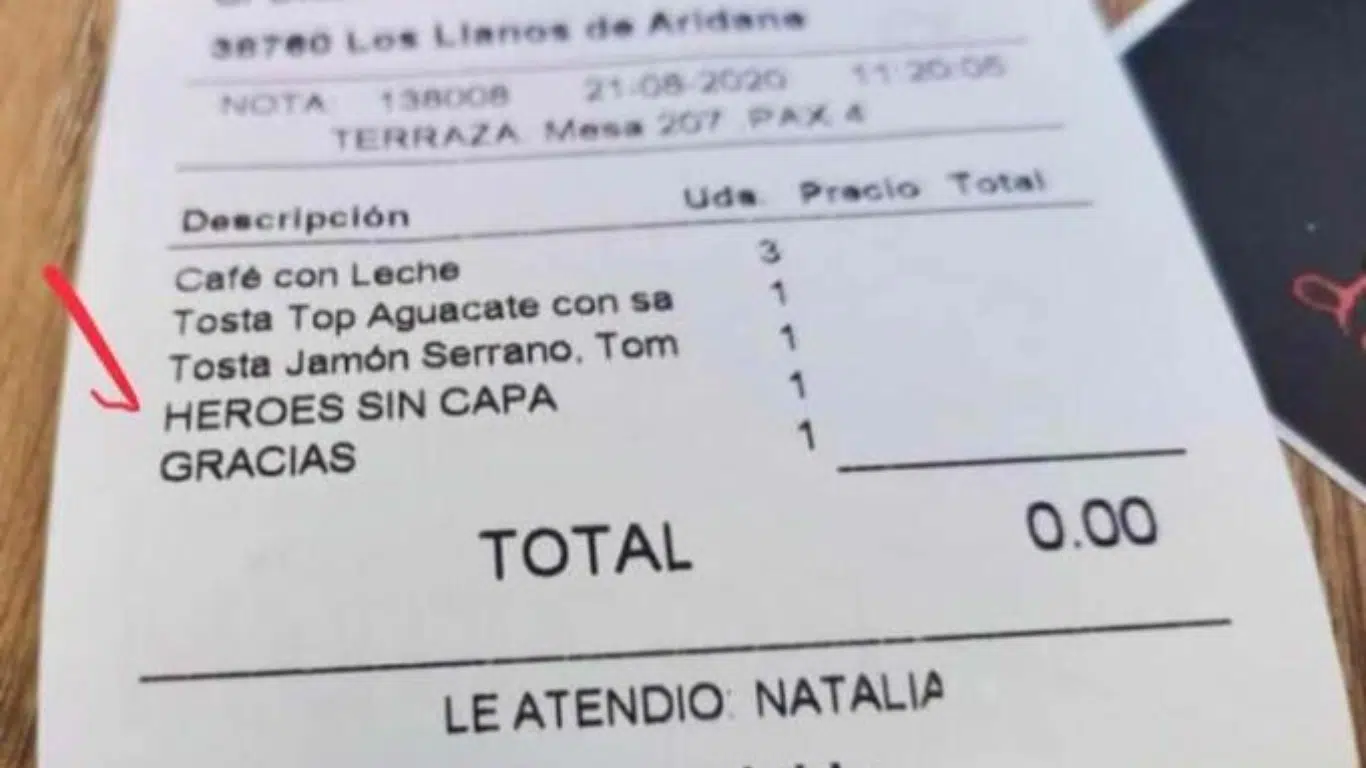 38760 Los Llanos de Aridane
NOTA: 138008 21-08-2020 11:20:05
TERRAZA Mesa 207 PAX 4
Descripción Uds. Precio Total
Café con Leche 3
Tosta Top Aguacate con sa 1
Tosta Jamón Serrano, Tom 1
HEROES SIN CAPA 1
GRACIAS 1
TOTAL 0.00
LE ATENDIO: NATALIA